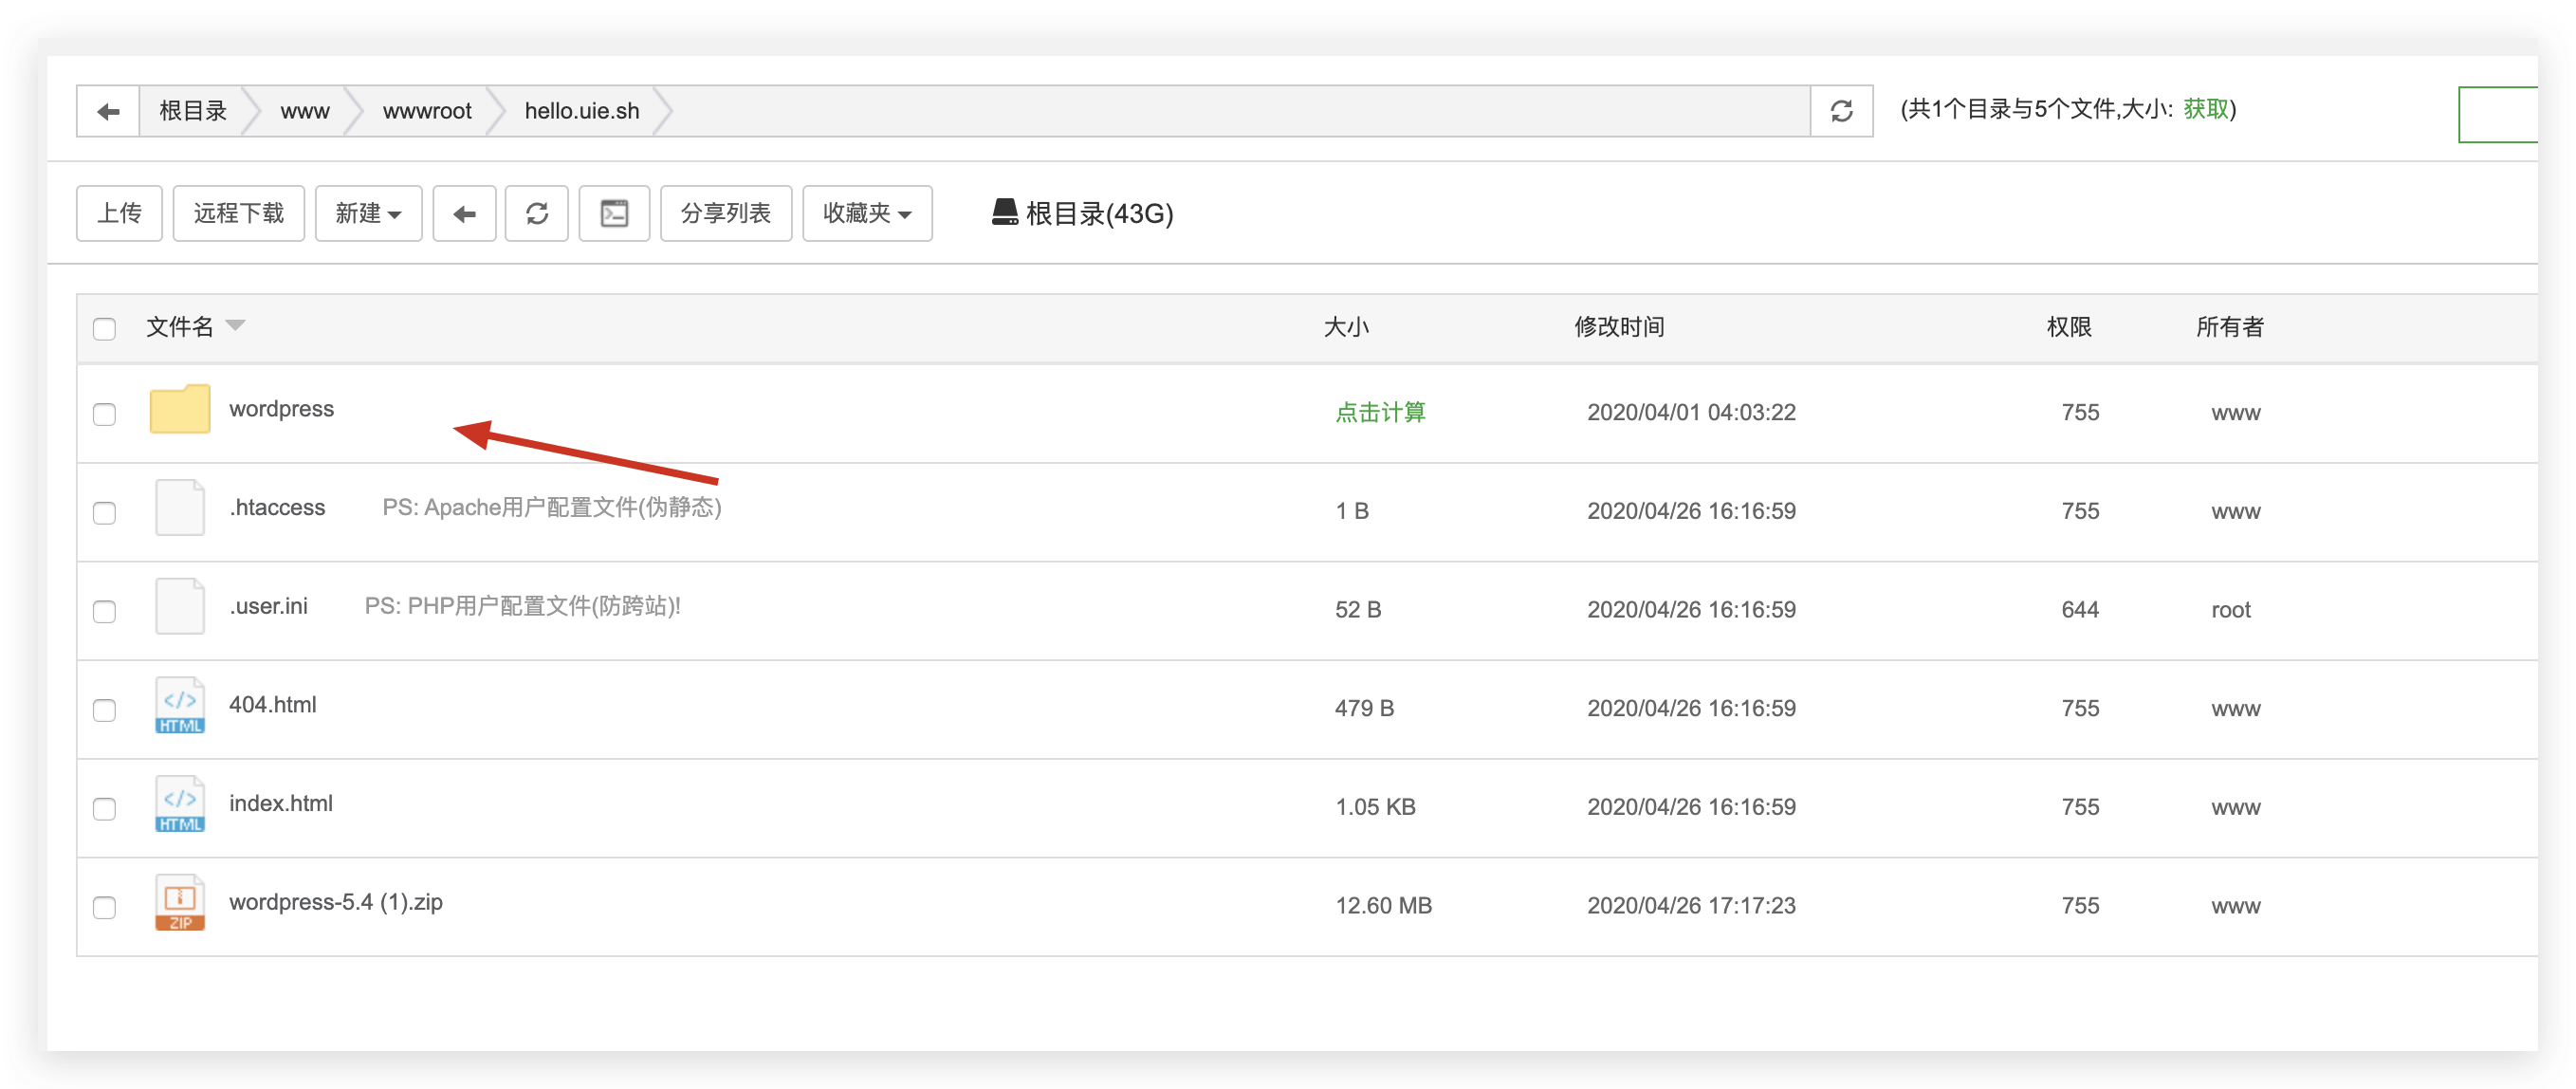 根目录 www wwwroot hello.uie.sh (共1个目录与5个文件,大小: 获取)
上传 远程下载 新建 分享列表 收藏夹 根目录(43G)
文件名 大小 修改时间 权限 所有者
wordpress 点击计算 2020/04/01 04:03:22 755 www
.htaccess PS: Apache用户配置文件(伪静态) 1 B 2020/04/26 16:16:59 755 www
.user.ini PS: PHP用户配置文件(防跨站)! 52 B 2020/04/26 16:16:59 644 root
</> HTML 404.html 479 B 2020/04/26 16:16:59 755 www
</> HTML index.html 1.05 KB 2020/04/26 16:16:59 755 www
ZIP wordpress-5.4 (1).zip 12.60 MB 2020/04/26 17:17:23 755 www